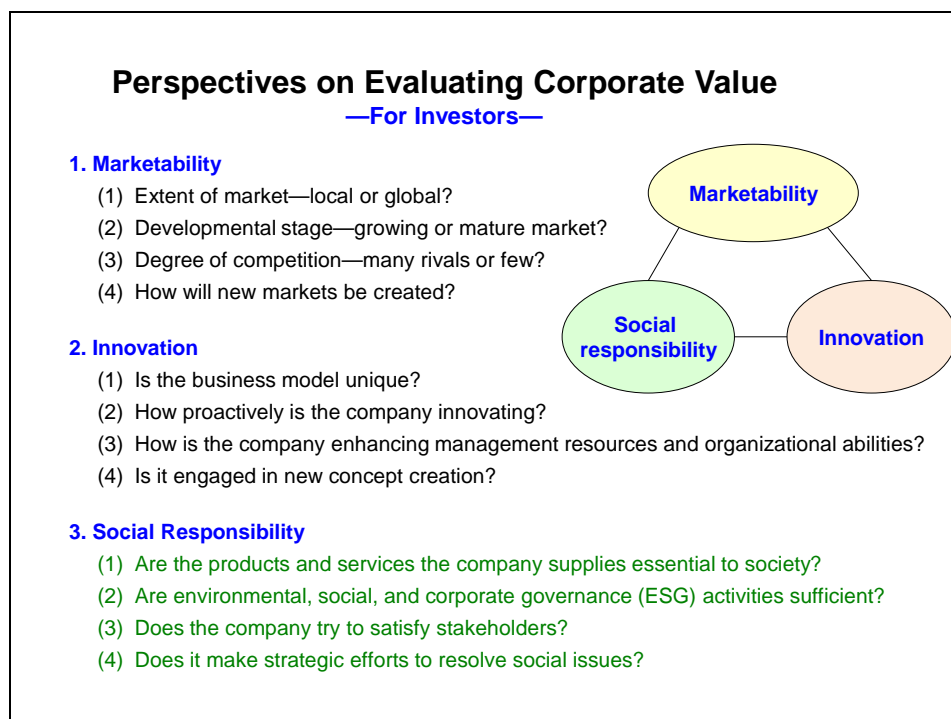 Perspectives on Evaluating Corporate Value
—For Investors—
1. Marketability
(1) Extent of market—local or global?
(2) Developmental stage—growing or mature market?
(3) Degree of competition—many rivals or few?
(4) How will new markets be created?
Marketability
Social
responsibility
Innovation
2. Innovation
(1) Is the business model unique?
(2) How proactively is the company innovating?
(3) How is the company enhancing management resources and organizational abilities?
(4) Is it engaged in new concept creation?
3. Social Responsibility
(1) Are the products and services the company supplies essential to society?
(2) Are environmental, social, and corporate governance (ESG) activities sufficient?
(3) Does the company try to satisfy stakeholders?
(4) Does it make strategic efforts to resolve social issues?